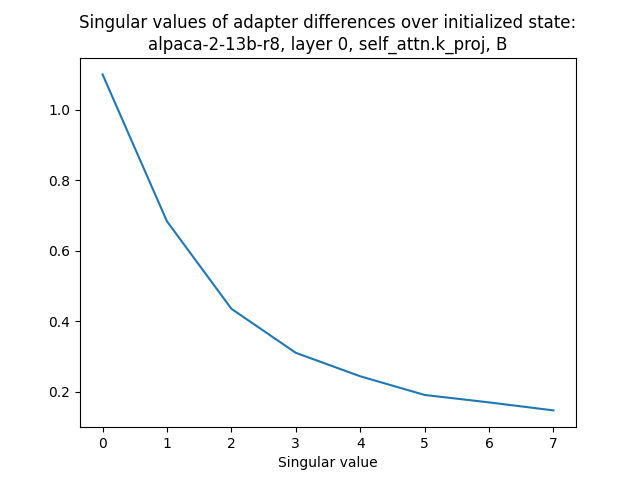 Singular values of adapter differences over initialized state:
alpaca-2-13b-r8, layer 0, self_attn.k_proj, B
1.0
0.8
0.6
0.4
0.2
0 1 2 3 4 5 6 7
Singular value